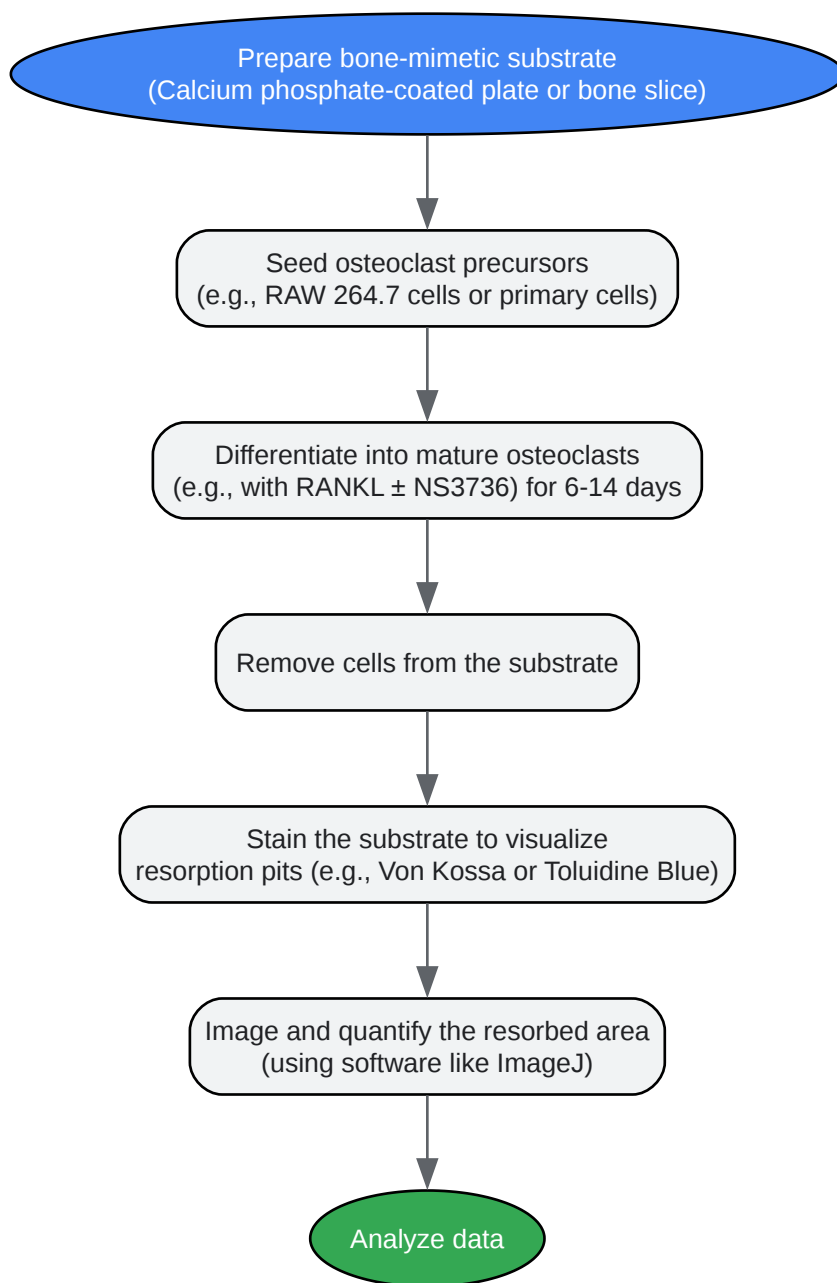 Prepare bone-mimetic substrate
(Calcium phosphate-coated plate or bone slice)
Seed osteoclast precursors
(e.g., RAW 264.7 cells or primary cells)
Differentiate into mature osteoclasts
(e.g., with RANKL ± NS3736) for 6-14 days
Remove cells from the substrate
Stain the substrate to visualize
resorption pits (e.g., Von Kossa or Toluidine Blue)
Image and quantify the resorbed area
(using software like ImageJ)
Analyze data